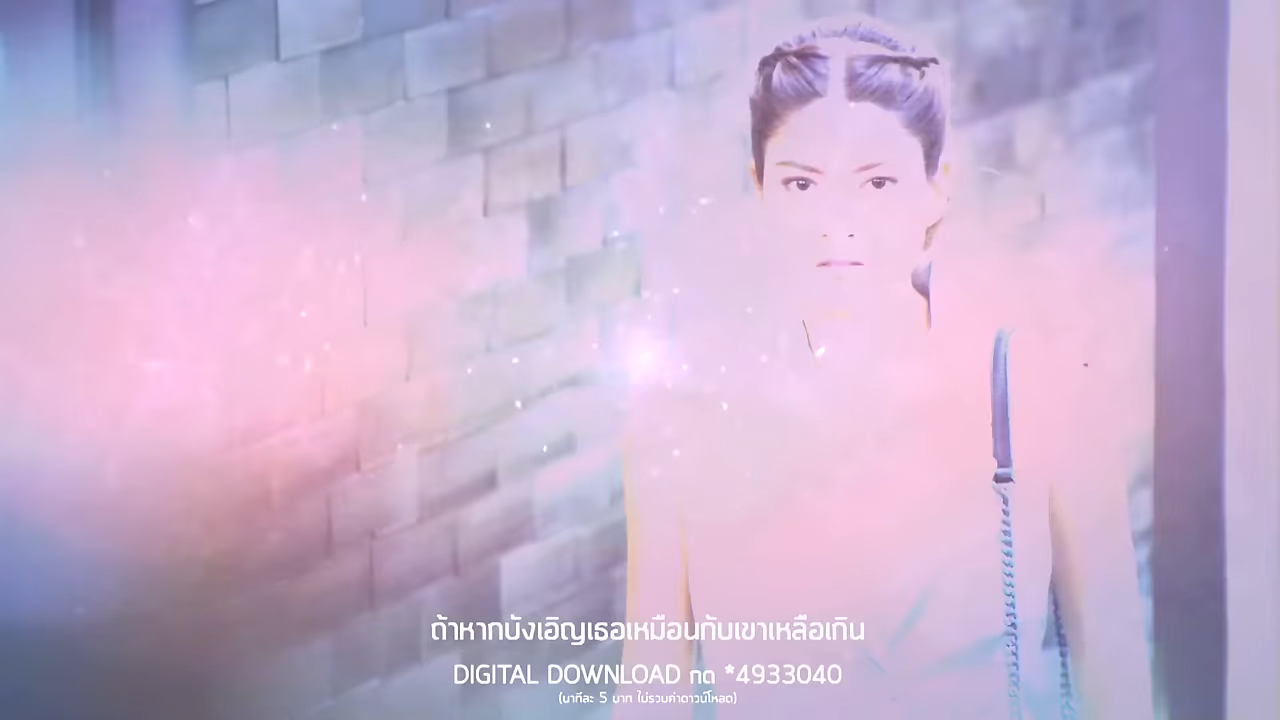 ถ้าหากบังเอิญเธอเหมือนกับเขาเหลือเกิน
DIGITAL DOWNLOAD กด *4933040
(นาทีละ 5 บาท ไม่รวมค่าดาวน์โหลด)